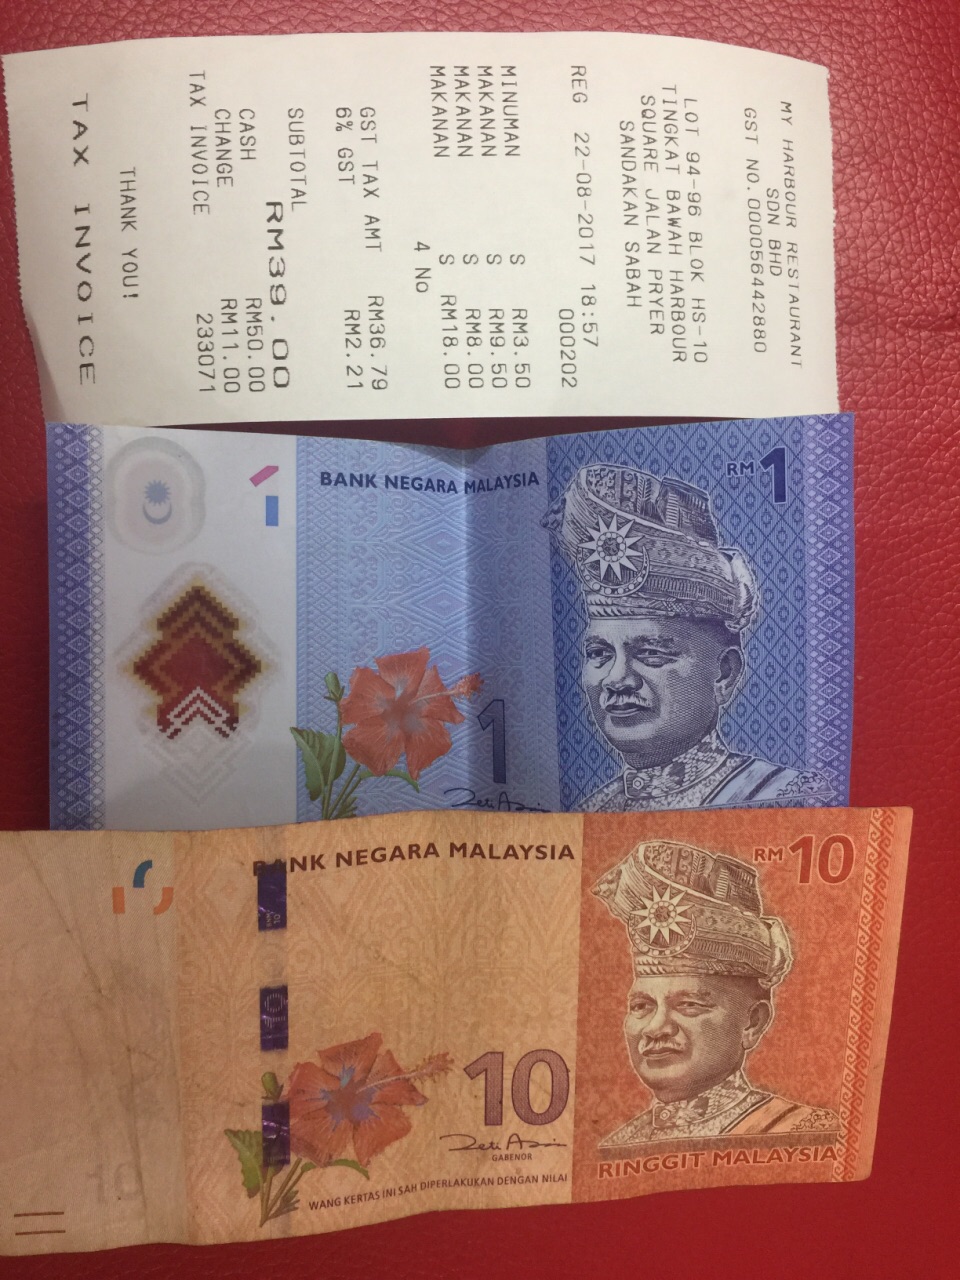 MY HARBOUR RESTAURANT
SDN BHD
GST NO.000056442880
LOT 94-96 BLOK HS-10
TINGKAT BAWAH HARBOUR
SQUARE JALAN PRYER
SANDAKAN SABAH
REG 22-08-2017 18:57
000202
MINUMAN S RM3.50
MAKANAN S RM9.50
MAKANAN S RM8.00
MAKANAN S RM18.00
4 No
GST TAX AMT RM36.79
6% GST RM2.21
SUBTOTAL
RM39.00
CASH RM50.00
CHANGE RM11.00
TAX INVOICE 233071
THANK YOU!
TAX INVOICE
BANK NEGARA MALAYSIA
RM1
1
BANK NEGARA MALAYSIA
RM10
10
GABENOR
WANG KERTAS INI SAH DIPERLAKUKAN DENGAN NILAI
RINGGIT MALAYSIA